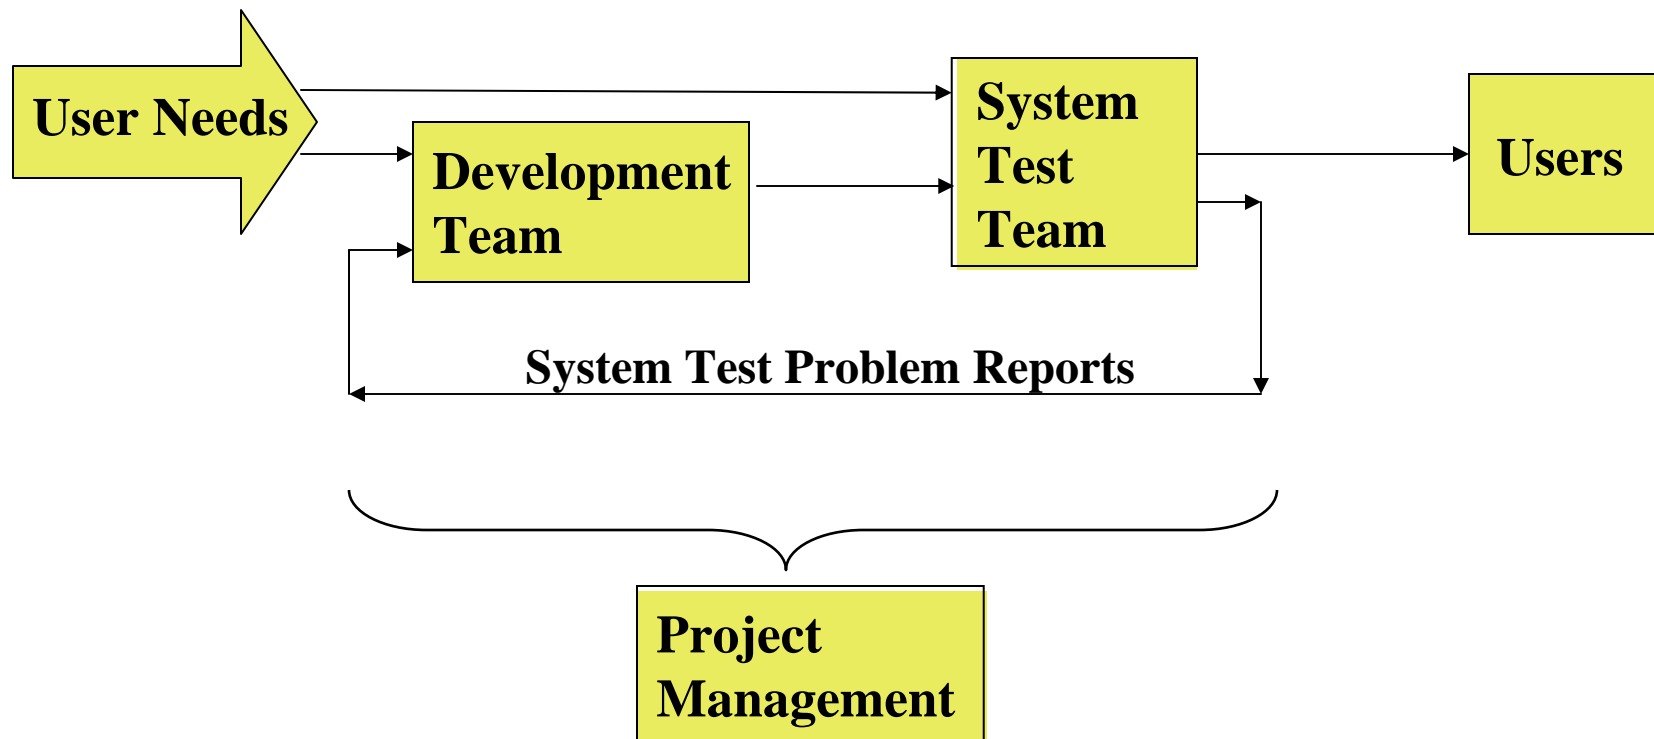 User Needs
Development
Team
System
Test
Team
Users
System Test Problem Reports
Project
Management